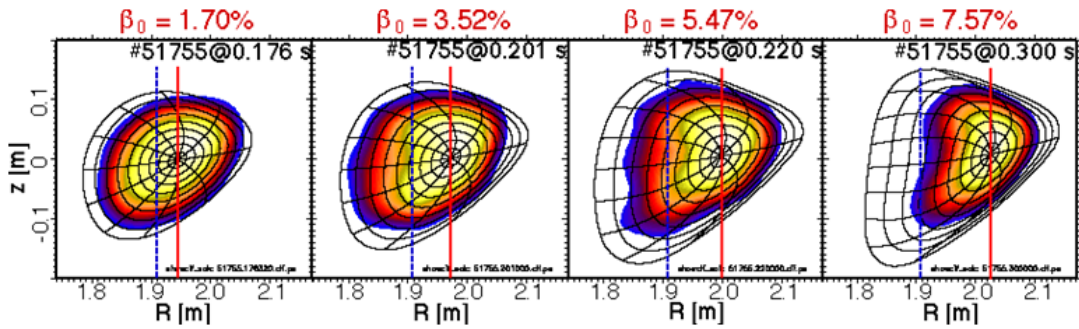 β₀ = 1.70% β₀ = 3.52% β₀ = 5.47% β₀ = 7.57%
#51755@0.176 s #51755@0.201 s #51755@0.220 s #51755@0.300 s
0.1
z [m]
0
-0.1
1.8 1.9 2.0 2.1 1.8 1.9 2.0 2.1 1.8 1.9 2.0 2.1 1.8 1.9 2.0 2.1
R [m] R [m] R [m] R [m]